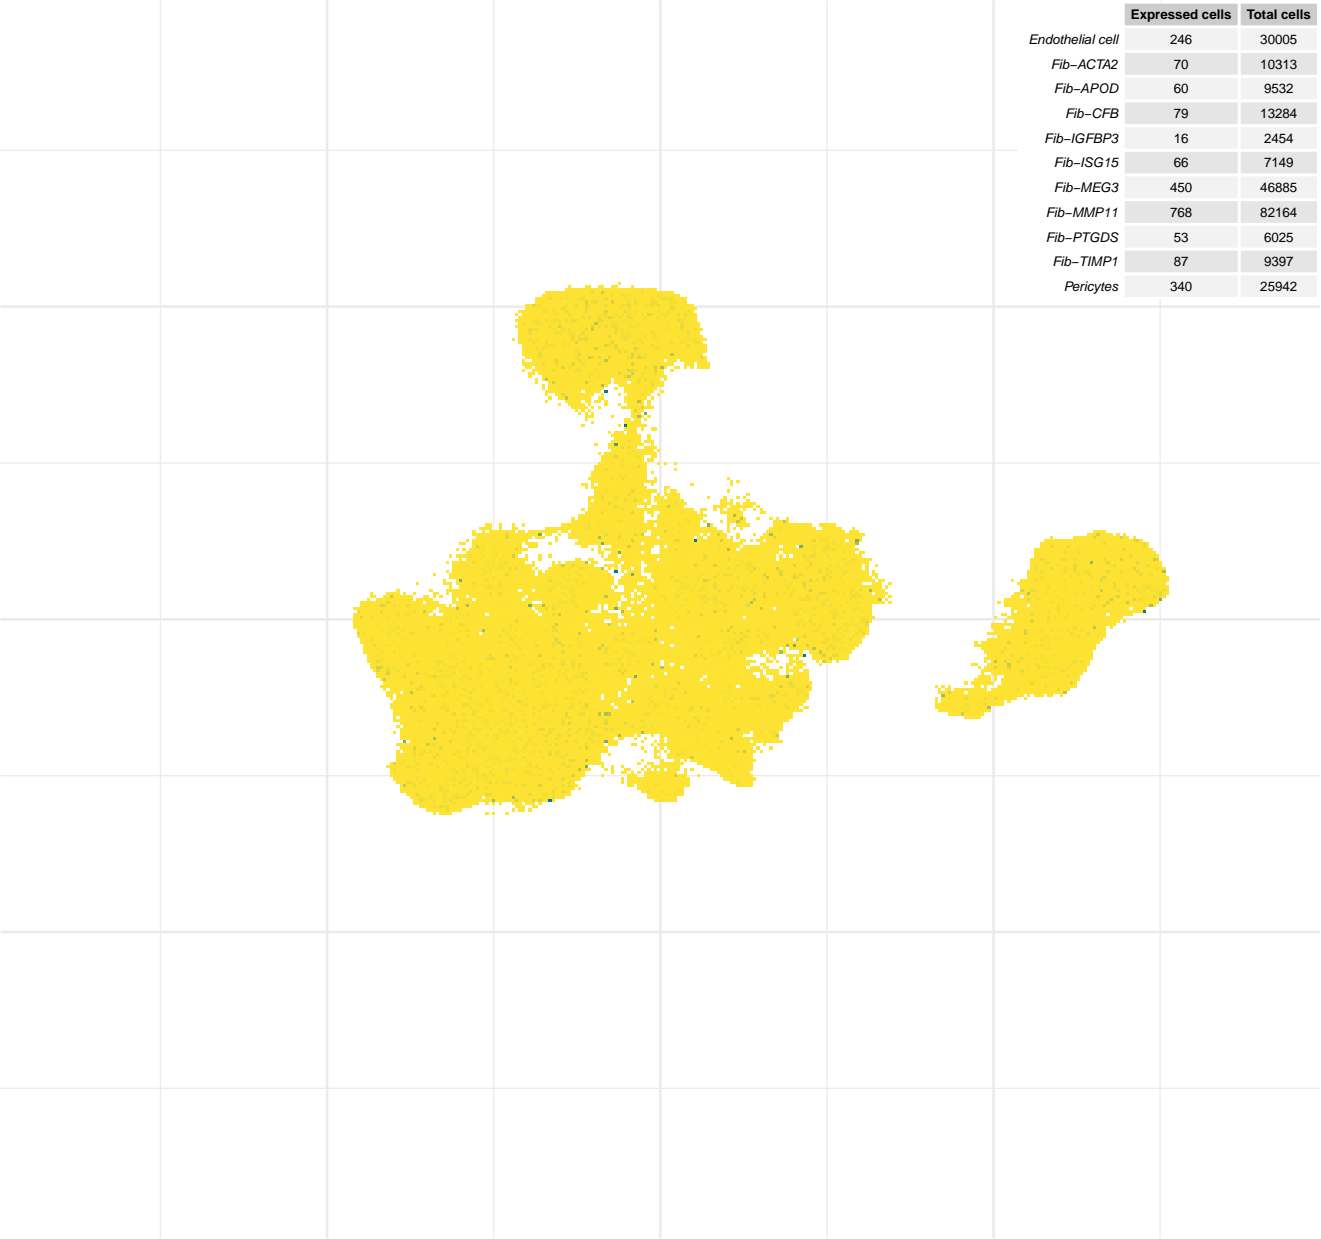 Expressed cells Total cells
Endothelial cell 246 30005
Fib−ACTA2 70 10313
Fib−APOD 60 9532
Fib−CFB 79 13284
Fib−IGFBP3 16 2454
Fib−ISG15 66 7149
Fib−MEG3 450 46885
Fib−MMP11 768 82164
Fib−PTGDS 53 6025
Fib−TIMP1 87 9397
Pericytes 340 25942